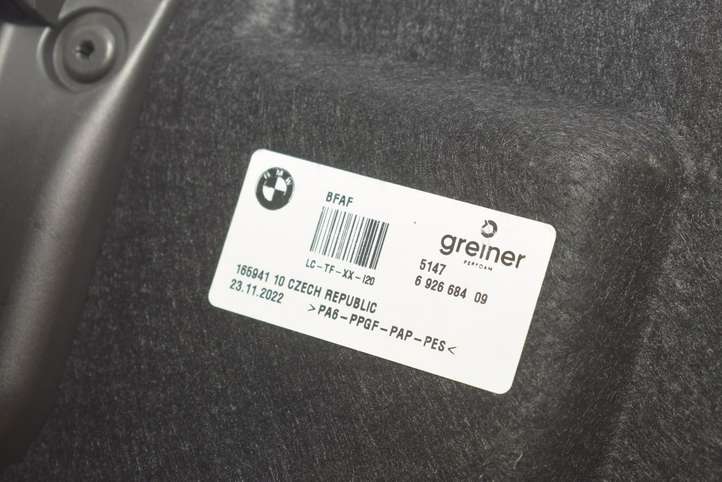 BMW
BFAF
LC-TF-XX-I20
greiner
PERFOAM
5147
6 926 684 09
165941 10 CZECH REPUBLIC
23.11.2022
>PA6-PPGF-PAP-PES<